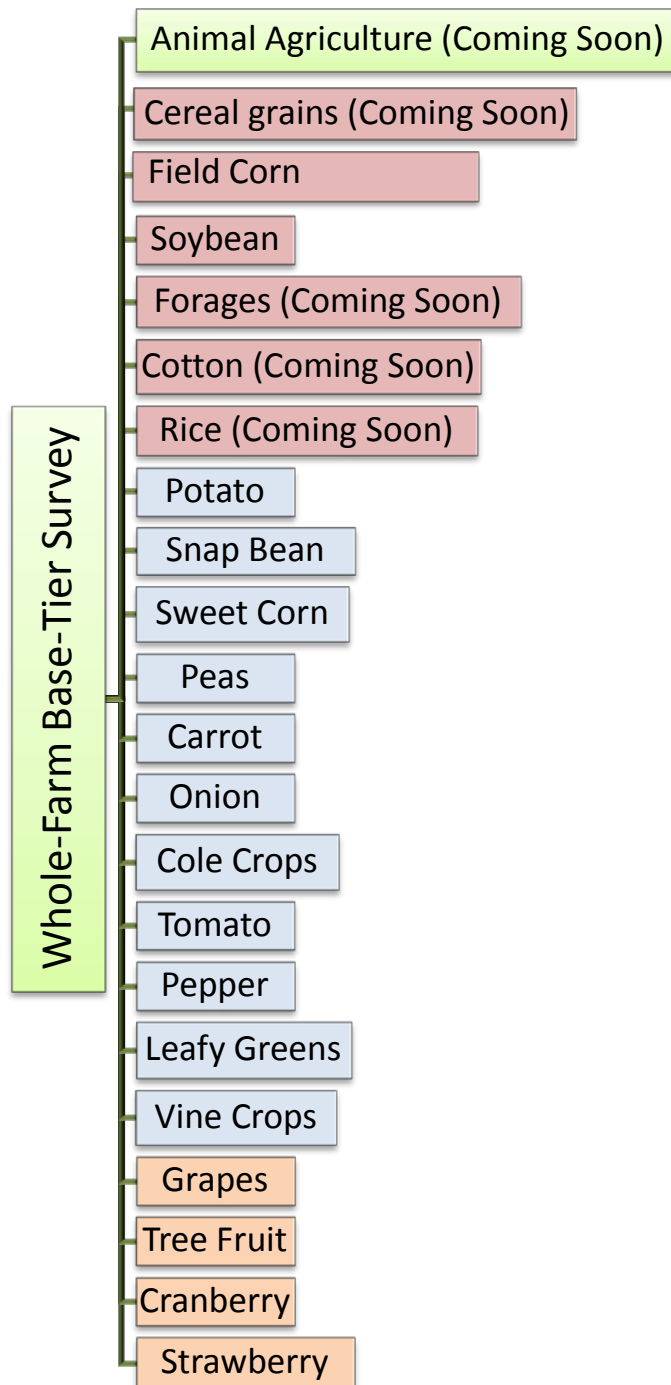 Whole-Farm Base-Tier Survey
Animal Agriculture (Coming Soon)
Cereal grains (Coming Soon)
Field Corn
Soybean
Forages (Coming Soon)
Cotton (Coming Soon)
Rice (Coming Soon)
Potato
Snap Bean
Sweet Corn
Peas
Carrot
Onion
Cole Crops
Tomato
Pepper
Leafy Greens
Vine Crops
Grapes
Tree Fruit
Cranberry
Strawberry